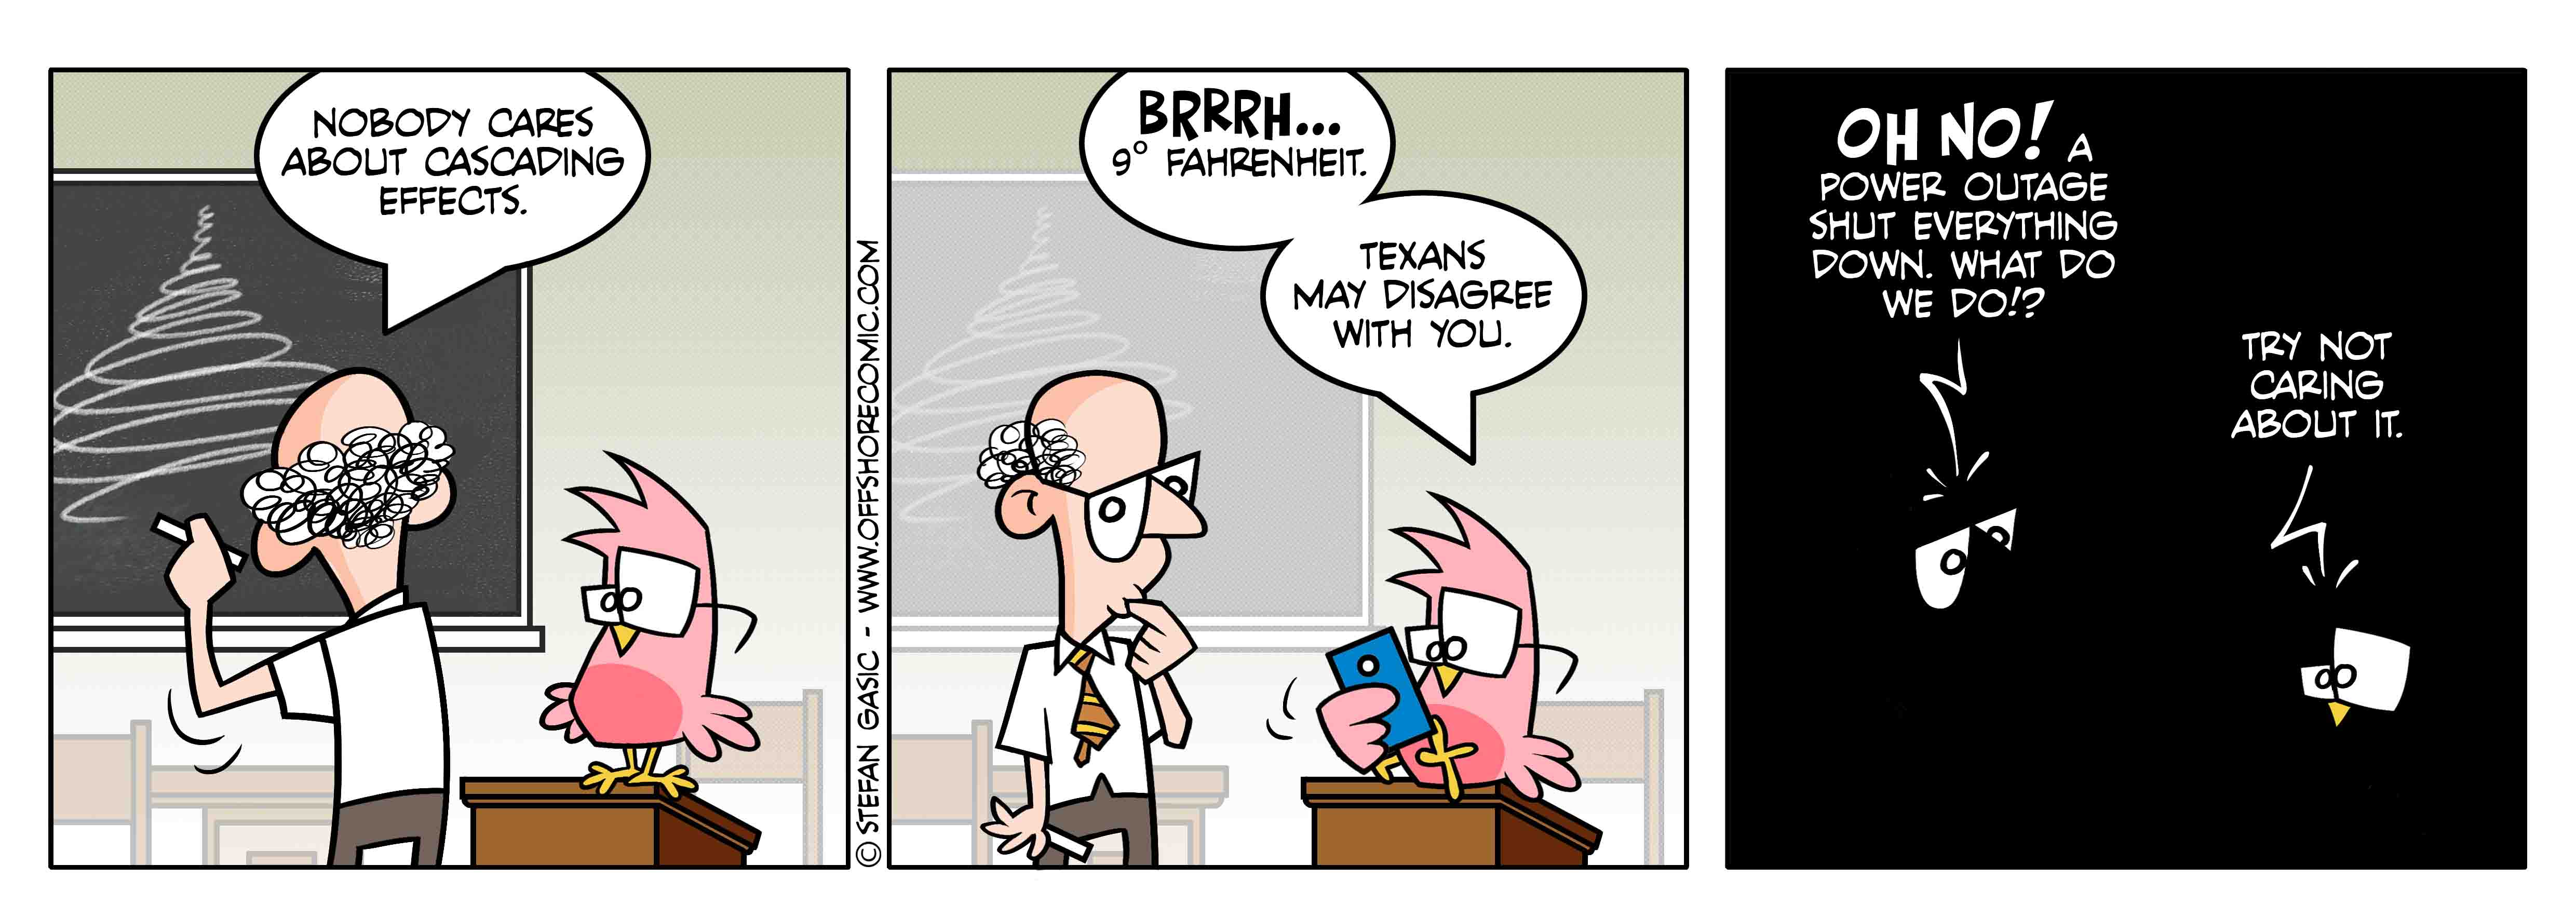 NOBODY CARES
ABOUT CASCADING
EFFECTS.
© STEFAN GASIC - WWW.OFFSHORECOMIC.COM
BRRRH...
9° FAHRENHEIT.
TEXANS
MAY DISAGREE
WITH YOU.
OH NO! A
POWER OUTAGE
SHUT EVERYTHING
DOWN. WHAT DO
WE DO!?
TRY NOT
CARING
ABOUT IT.